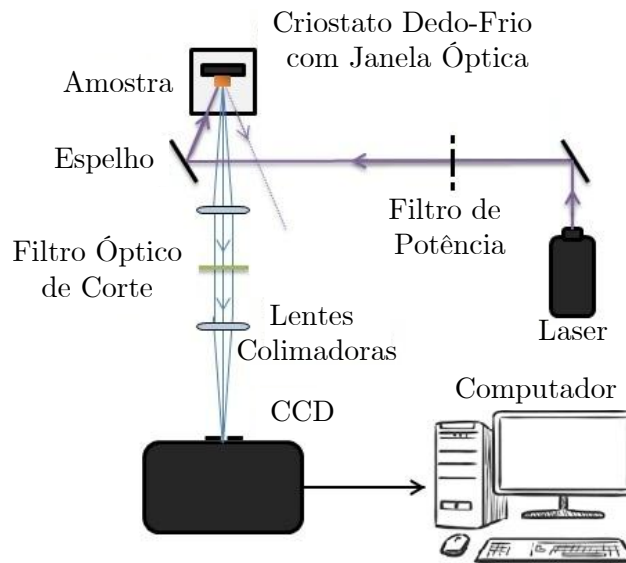 Criostato Dedo-Frio
com Janela Óptica
Amostra
Espelho
Filtro de
Potência
Filtro Óptico
de Corte
Laser
Lentes
Colimadoras
Computador
CCD